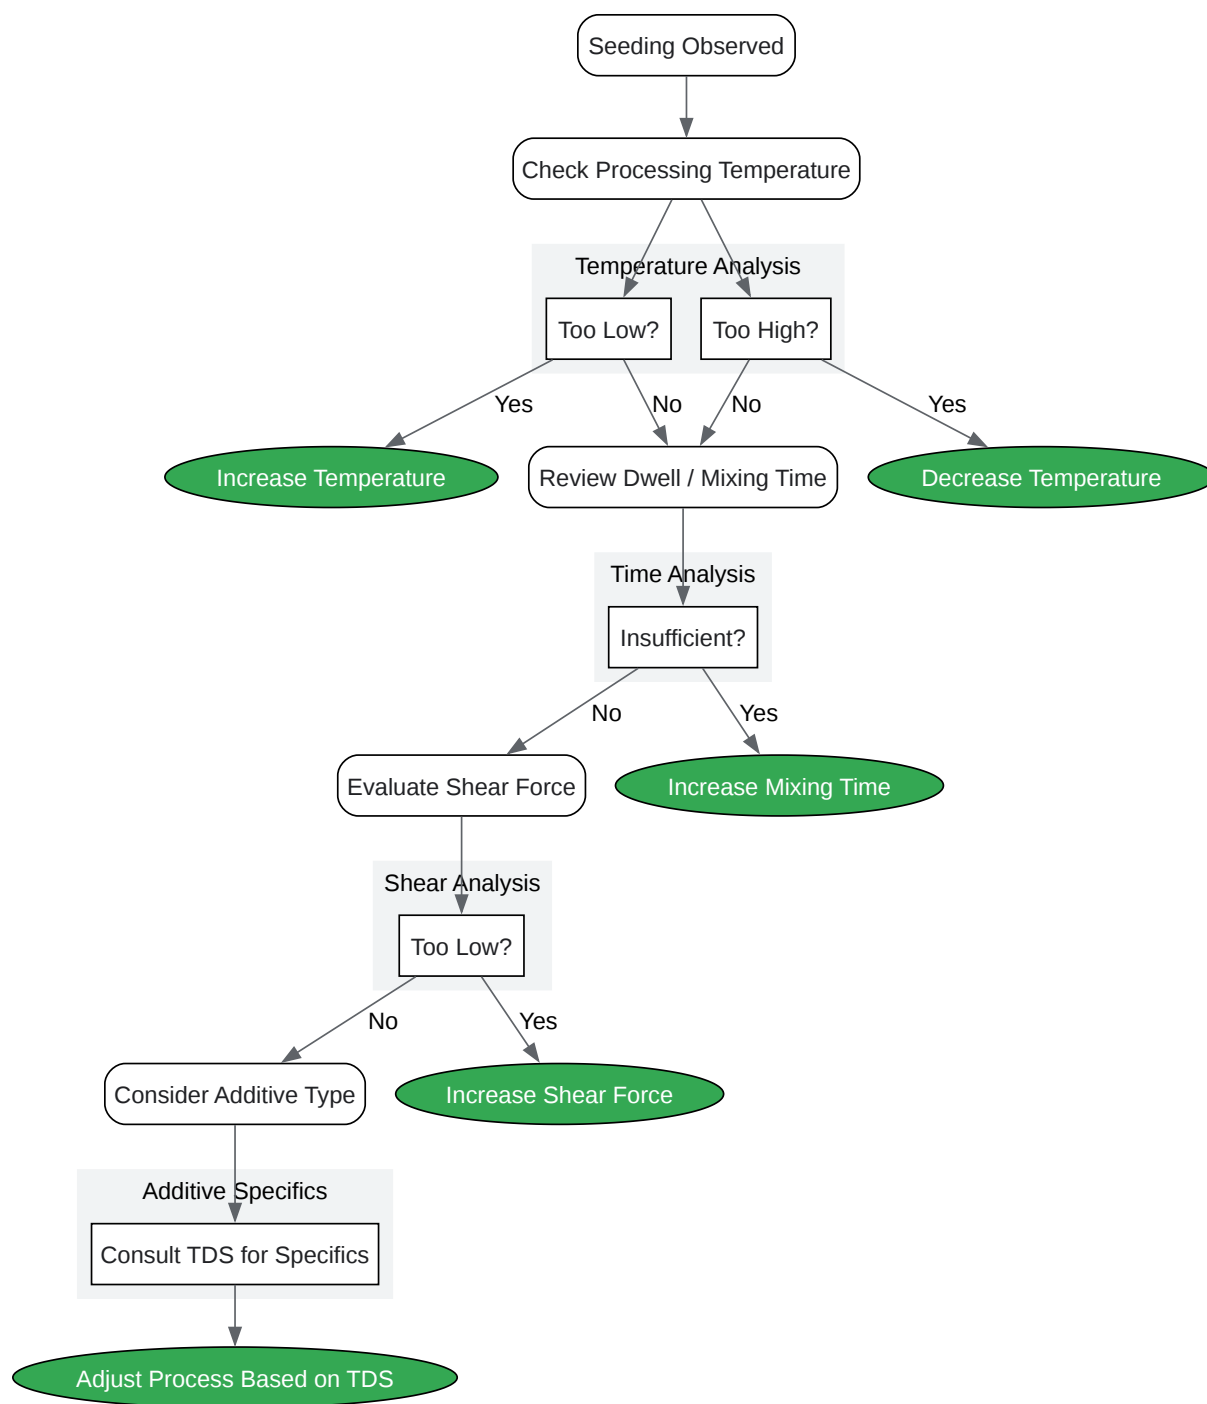 Seeding Observed
Check Processing Temperature
Temperature Analysis
Too Low?
Too High?
Yes
No
No
Yes
Increase Temperature
Review Dwell / Mixing Time
Decrease Temperature
Time Analysis
Insufficient?
No
Yes
Evaluate Shear Force
Increase Mixing Time
Shear Analysis
Too Low?
No
Yes
Consider Additive Type
Increase Shear Force
Additive Specifics
Consult TDS for Specifics
Adjust Process Based on TDS